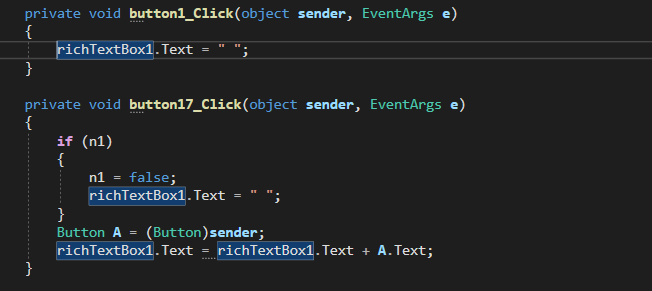 private void button1_Click(object sender, EventArgs e)
{
richTextBox1.Text = " ";
}
private void button17_Click(object sender, EventArgs e)
{
if (n1)
{
n1 = false;
richTextBox1.Text = " ";
}
Button A = (Button)sender;
richTextBox1.Text = richTextBox1.Text + A.Text;
}